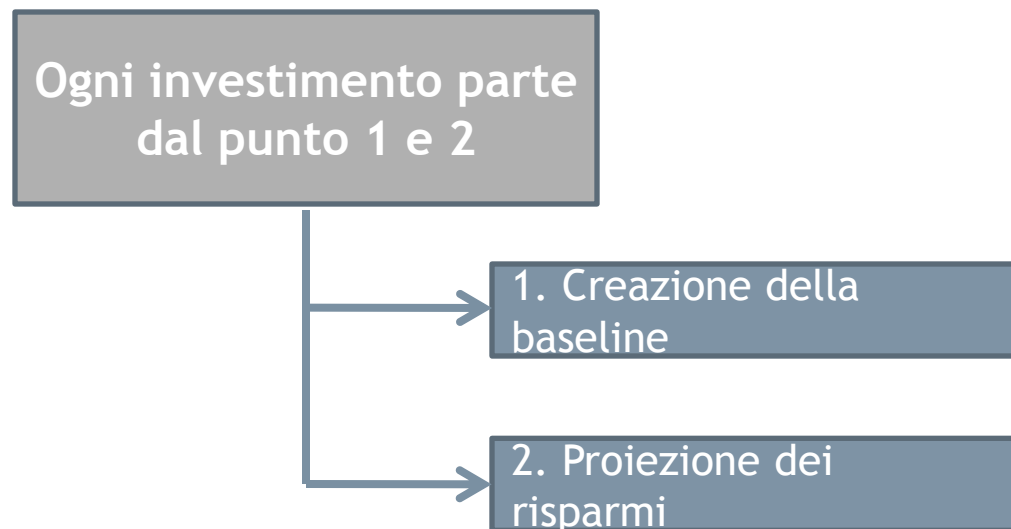 Ogni investimento parte
dal punto 1 e 2
1. Creazione della
baseline
2. Proiezione dei
risparmi